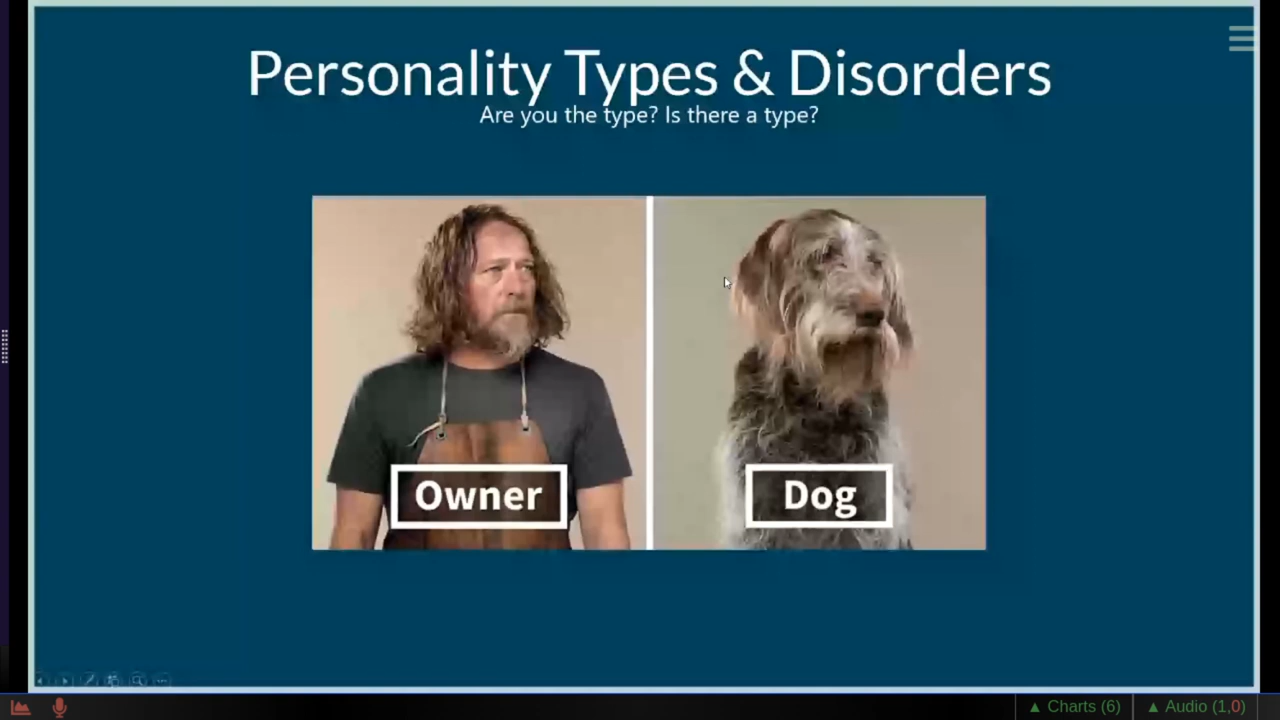 Personality Types & Disorders
Are you the type? Is there a type?
Owner
Dog
▲ Charts (6)
▲ Audio (1,0)